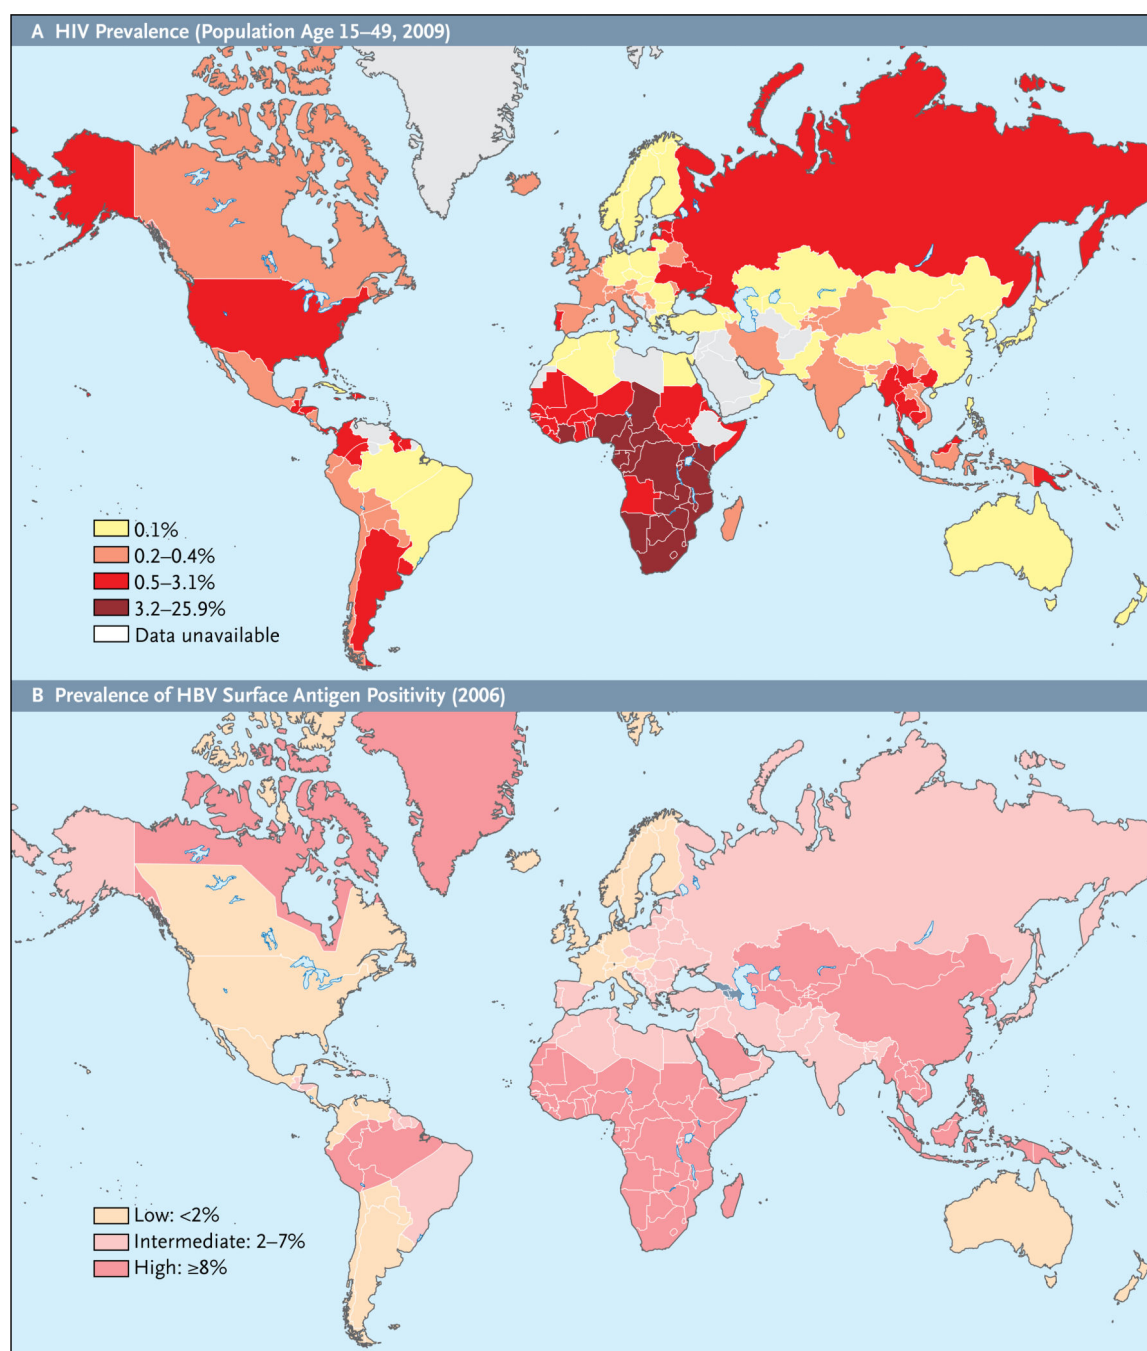 A HIV Prevalence (Population Age 15–49, 2009)
0.1%
0.2–0.4%
0.5–3.1%
3.2–25.9%
Data unavailable
B Prevalence of HBV Surface Antigen Positivity (2006)
Low: <2%
Intermediate: 2–7%
High: ≥8%